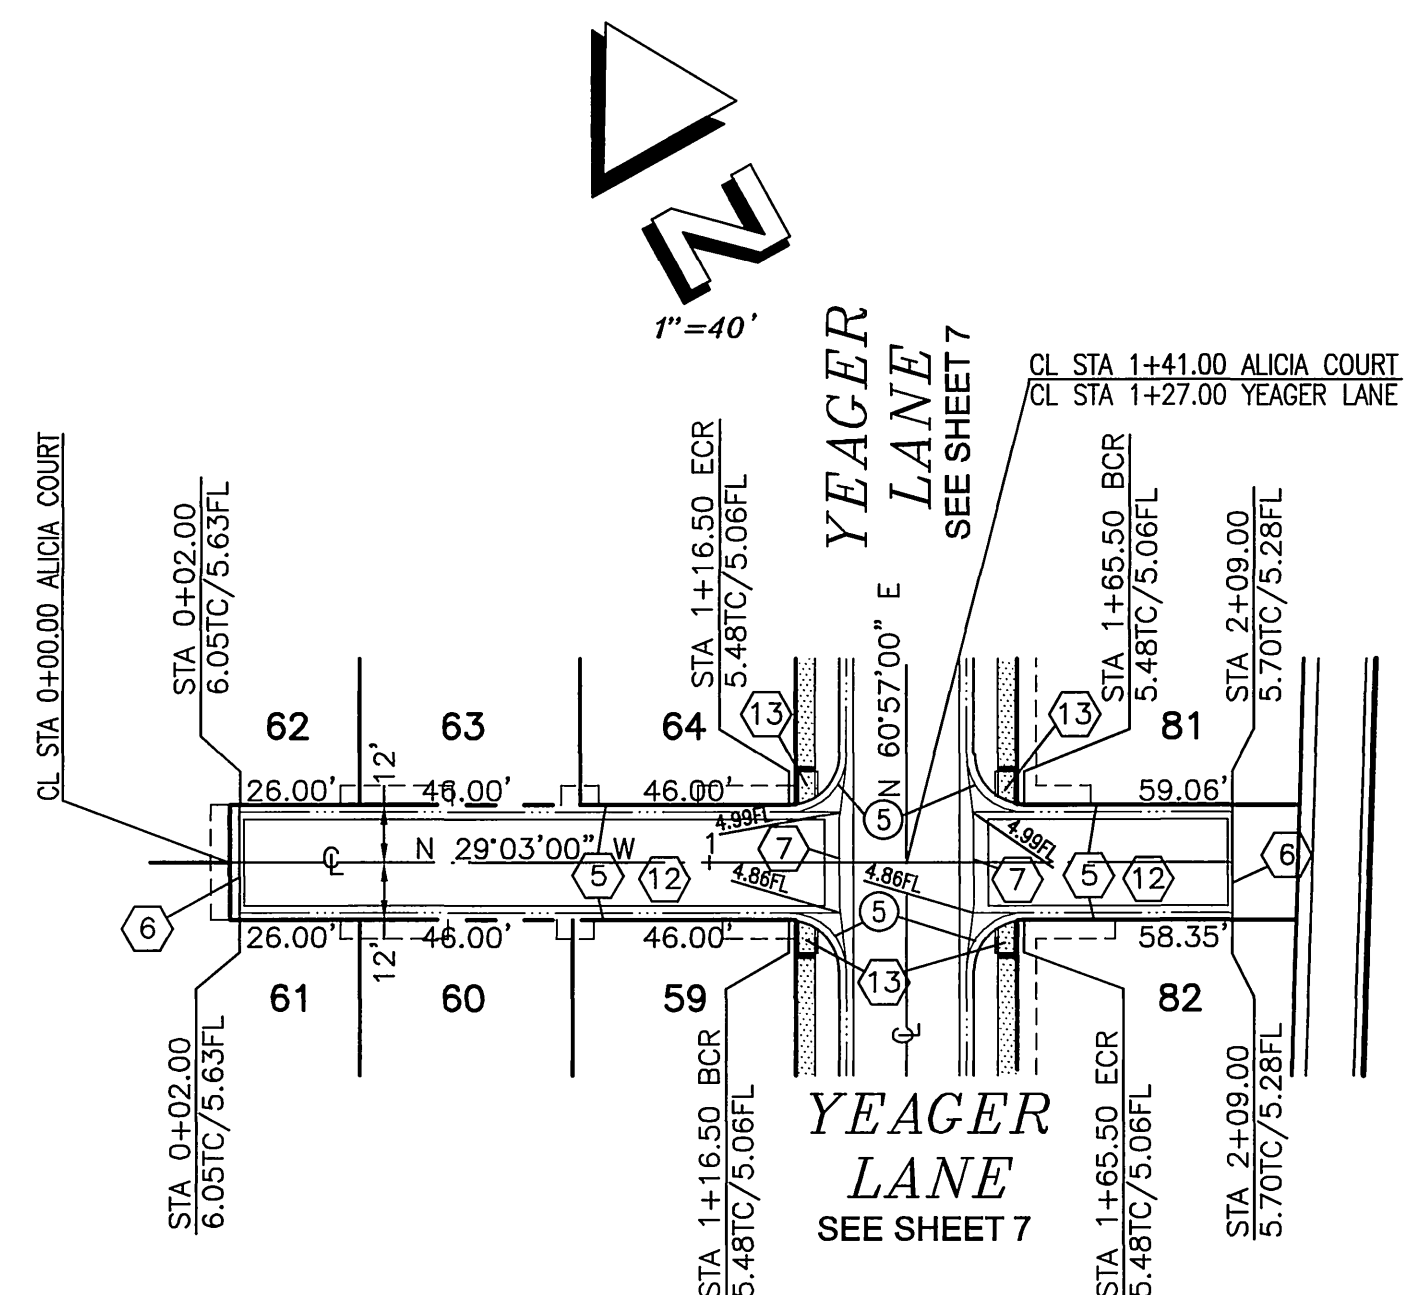 N
1"=40'
YEAGER
LANE
SEE SHEET 7
CL STA 1+41.00 ALICIA COURT
CL STA 1+27.00 YEAGER LANE
CL STA 0+00.00 ALICIA COURT
STA 0+02.00
6.05TC/5.63FL
STA 1+16.50 ECR
5.48TC/5.06FL
N 60°57'00" E
STA 1+65.50 BCR
5.48TC/5.06FL
STA 2+09.00
5.70TC/5.28FL
62
63
64
13
13
81
12'
26.00'
46.00'
46.00'
59.06'
4.99FL
5
4.99FL
CL
N 29°03'00" W
1
7
5
12
4.86FL
4.86FL
7
5
12
6
6
5
26.00'
46.00'
46.00'
58.35'
12'
13
61
60
59
82
CL
STA 0+02.00
6.05TC/5.63FL
STA 1+16.50 BCR
5.48TC/5.06FL
YEAGER
LANE
SEE SHEET 7
STA 1+65.50 ECR
5.48TC/5.06FL
STA 2+09.00
5.70TC/5.28FL